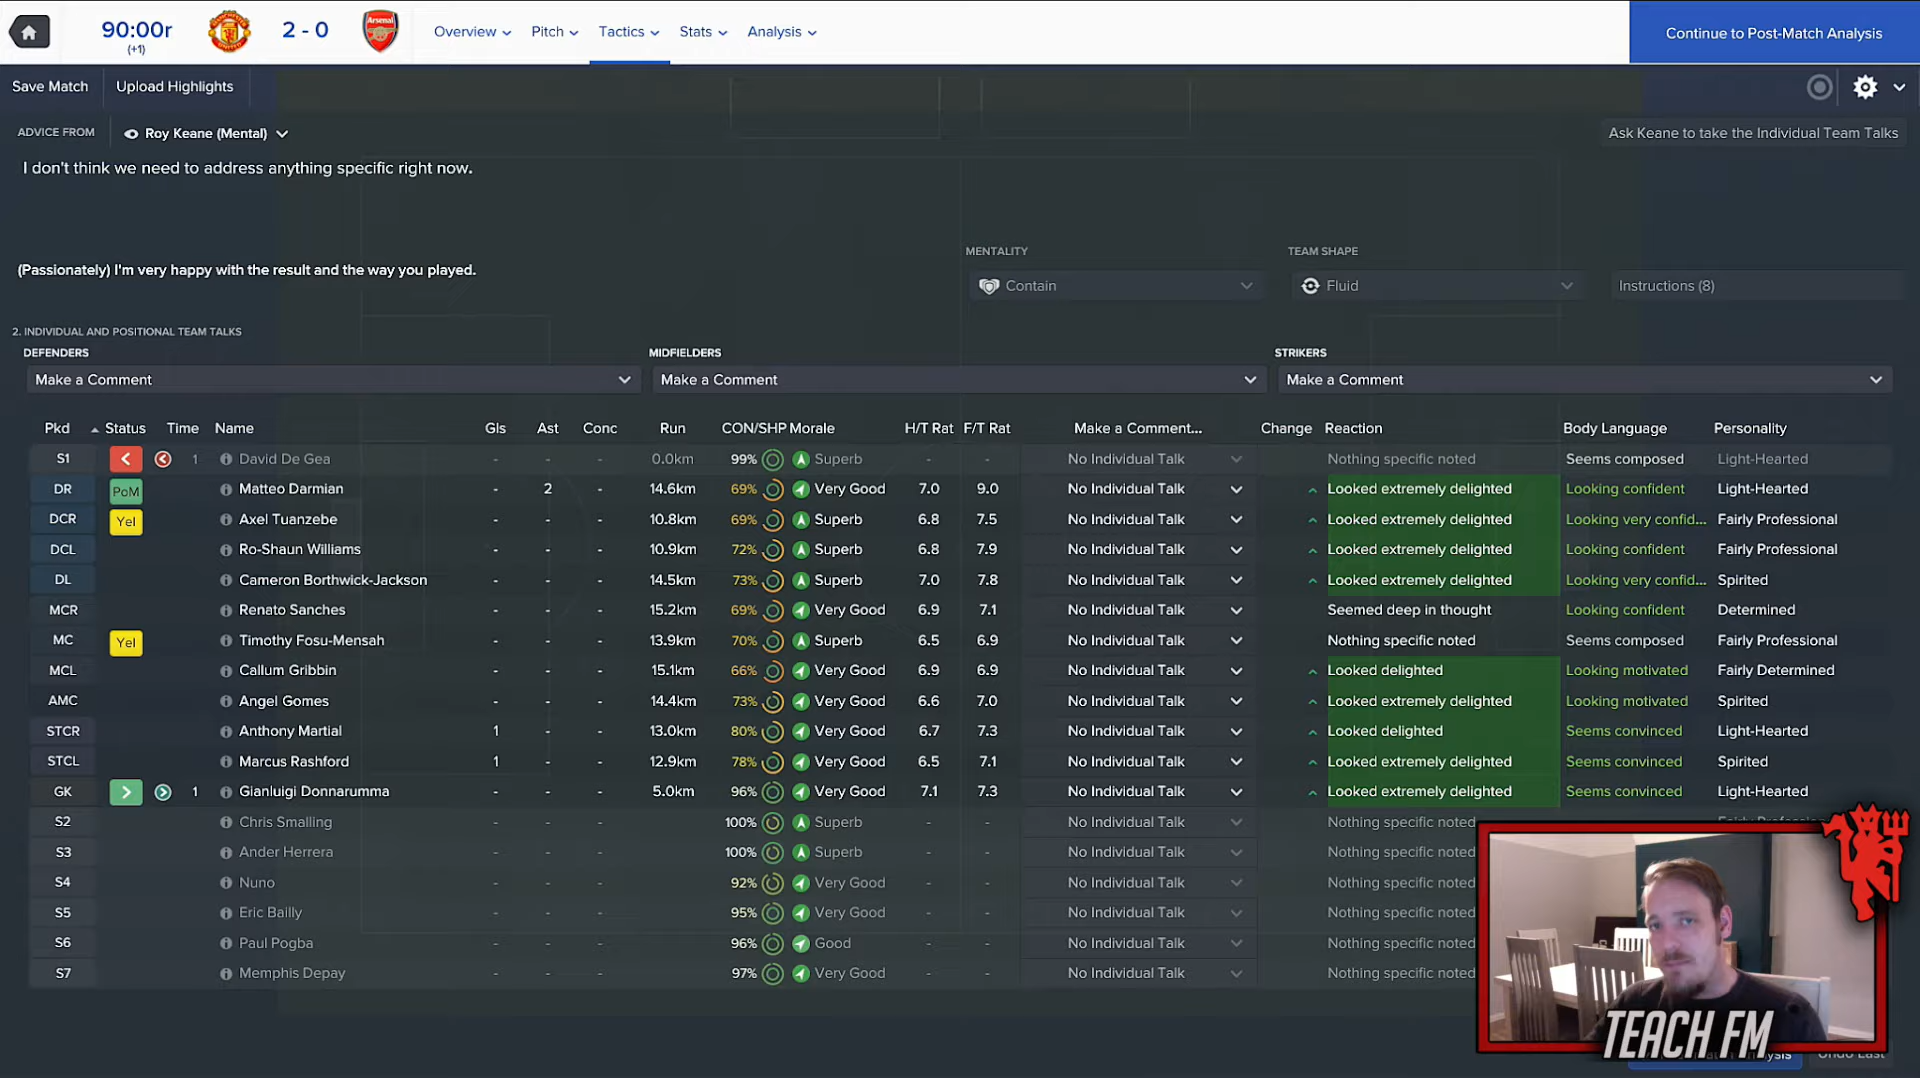 90:00r 2 - 0 Overview Pitch Tactics Stats Analysis Continue to Post-Match Analysis
(+1)
Arsenal
Save Match Upload Highlights
ADVICE FROM Roy Keane (Mental) Ask Keane to take the Individual Team Talks
I don't think we need to address anything specific right now.
MENTALITY TEAM SHAPE
(Passionately) I'm very happy with the result and the way you played.
Contain Fluid Instructions (8)
2. INDIVIDUAL AND POSITIONAL TEAM TALKS
DEFENDERS MIDFIELDERS STRIKERS
Make a Comment Make a Comment Make a Comment
Pkd Status Time Name Gls Ast Conc Run CON/SHP Morale H/T Rat F/T Rat Make a Comment... Change Reaction Body Language Personality
S1 1 David De Gea - - - 0.0km 99% Superb - - No Individual Talk Nothing specific noted Seems composed Light-Hearted
DR PoM Matteo Darmian - 2 - 14.6km 69% Very Good 7.0 9.0 No Individual Talk Looked extremely delighted Looking confident Light-Hearted
DCR Yel Axel Tuanzebe - - - 10.8km 69% Superb 6.8 7.5 No Individual Talk Looked extremely delighted Looking very confid... Fairly Professional
DCL Ro-Shaun Williams - - - 10.9km 72% Superb 6.8 7.9 No Individual Talk Looked extremely delighted Looking confident Fairly Professional
DL Cameron Borthwick-Jackson - - - 14.5km 73% Superb 7.0 7.8 No Individual Talk Looked extremely delighted Looking very confid... Spirited
MCR Renato Sanches - - - 15.2km 69% Very Good 6.9 7.1 No Individual Talk Seemed deep in thought Looking confident Determined
MC Yel Timothy Fosu-Mensah - - - 13.9km 70% Superb 6.5 6.9 No Individual Talk Nothing specific noted Seems composed Fairly Professional
MCL Callum Gribbin - - - 15.1km 66% Very Good 6.9 6.9 No Individual Talk Looked delighted Looking motivated Fairly Determined
AMC Angel Gomes - - - 14.4km 73% Very Good 6.6 7.0 No Individual Talk Looked extremely delighted Looking motivated Spirited
STCR Anthony Martial 1 - - 13.0km 80% Very Good 6.7 7.3 No Individual Talk Looked delighted Seems convinced Light-Hearted
STCL Marcus Rashford 1 - - 12.9km 78% Very Good 6.5 7.1 No Individual Talk Looked extremely delighted Seems convinced Spirited
GK 1 Gianluigi Donnarumma - - - 5.0km 96% Very Good 7.1 7.3 No Individual Talk Looked extremely delighted Seems convinced Light-Hearted
S2 Chris Smalling - - - 100% Superb - - No Individual Talk Nothing specific noted
S3 Ander Herrera - - - 100% Superb - - No Individual Talk Nothing specific noted
S4 Nuno - - - 92% Very Good - - No Individual Talk Nothing specific noted
S5 Eric Bailly - - - 95% Very Good - - No Individual Talk Nothing specific noted
S6 Paul Pogba - - - 96% Good - - No Individual Talk Nothing specific noted
S7 Memphis Depay - - - 97% Very Good - - No Individual Talk Nothing specific noted
TEACH FM
Undo Last